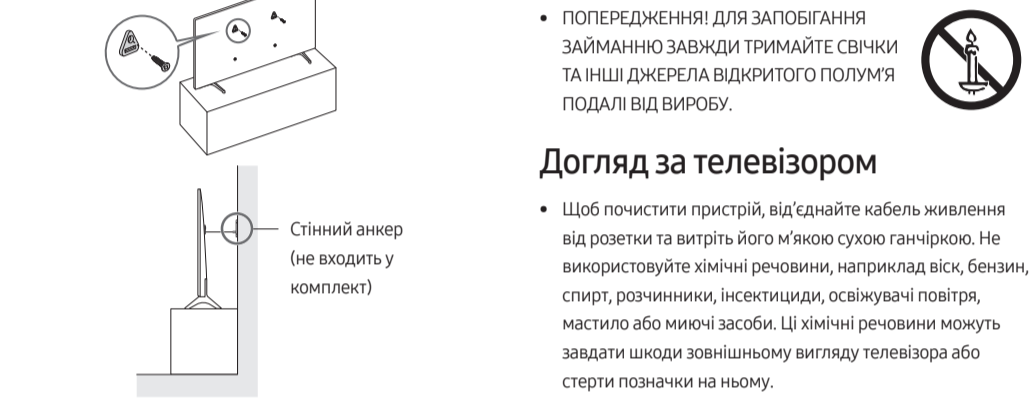 Стінний анкер
(не входить у
комплект)
• ПОПЕРЕДЖЕННЯ! ДЛЯ ЗАПОБІГАННЯ
ЗАЙМАННЮ ЗАВЖДИ ТРИМАЙТЕ СВІЧКИ
ТА ІНШІ ДЖЕРЕЛА ВІДКРИТОГО ПОЛУМ’Я
ПОДАЛІ ВІД ВИРОБУ.
Догляд за телевізором
• Щоб почистити пристрій, від’єднайте кабель живлення
від розетки та витріть його м’якою сухою ганчіркою. Не
використовуйте хімічні речовини, наприклад віск, бензин,
спирт, розчинники, інсектициди, освіжувачі повітря,
мастило або миючі засоби. Ці хімічні речовини можуть
завдати шкоди зовнішньому вигляду телевізора або
стерти позначки на ньому.